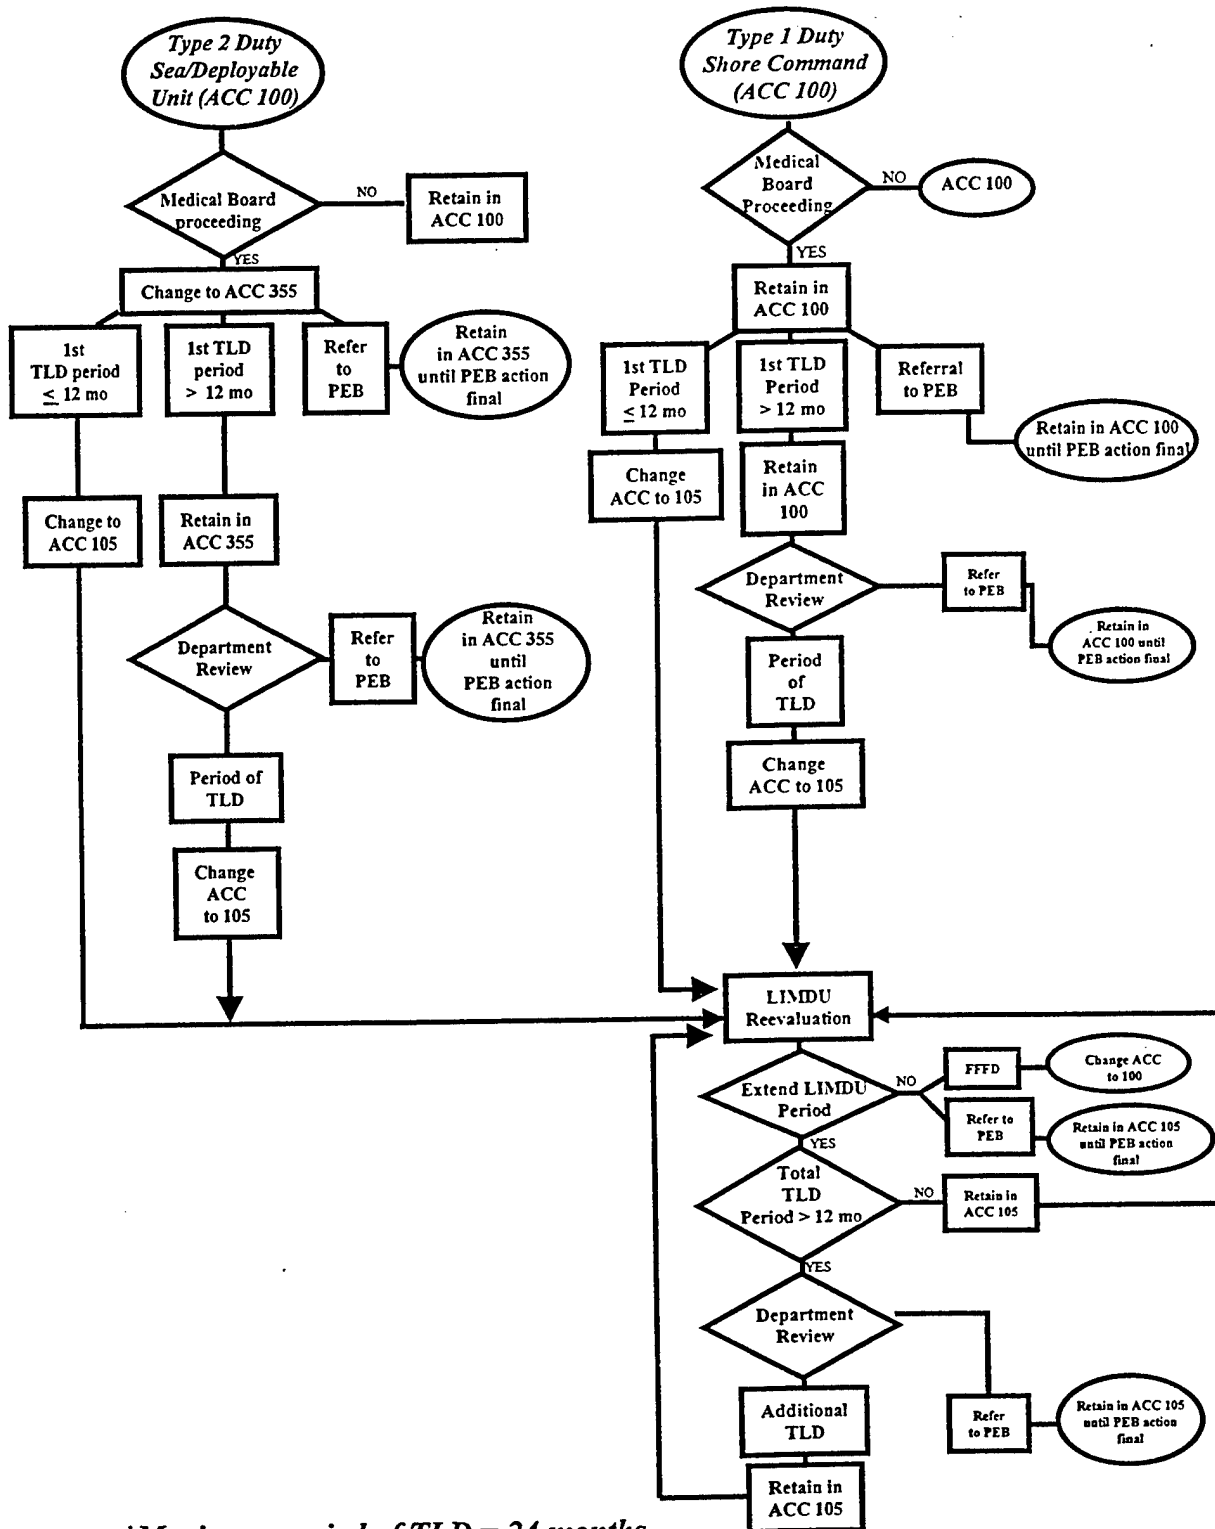 Type 2 Duty
Sea/Deployable
Unit (ACC 100)
Medical Board
proceeding
NO
Retain in
ACC 100
YES
Change to ACC 355
1st
TLD period
≤ 12 mo
1st TLD
period
> 12 mo
Refer
to
PEB
Retain
in ACC 355
until PEB action
final
Change to
ACC 105
Retain in
ACC 355
Department
Review
Refer
to
PEB
Retain
in ACC 355
until
PEB action
final
Period of
TLD
Change
ACC
to 105
Type 1 Duty
Shore Command
(ACC 100)
Medical
Board
Proceeding
NO
ACC 100
YES
Retain in
ACC 100
1st TLD
Period
≤ 12 mo
1st TLD
Period
> 12 mo
Referral
to PEB
Retain in ACC 100
until PEB action final
Change
ACC to 105
Retain
in ACC
100
Department
Review
Refer
to PEB
Retain in
ACC 100 until
PEB action final
Period
of
TLD
Change
ACC to 105
LIMDU
Reevaluation
Extend LIMDU
Period
NO
FFFD
Change ACC
to 100
Refer to
PEB
Retain in ACC 105
until PEB action
final
YES
Total
TLD
Period > 12 mo
NO
Retain in
ACC 105
YES
Department
Review
Refer
to PEB
Retain in ACC 105
until PEB action
final
Additional
TLD
Retain in
ACC 105
period of TLD = 24 months